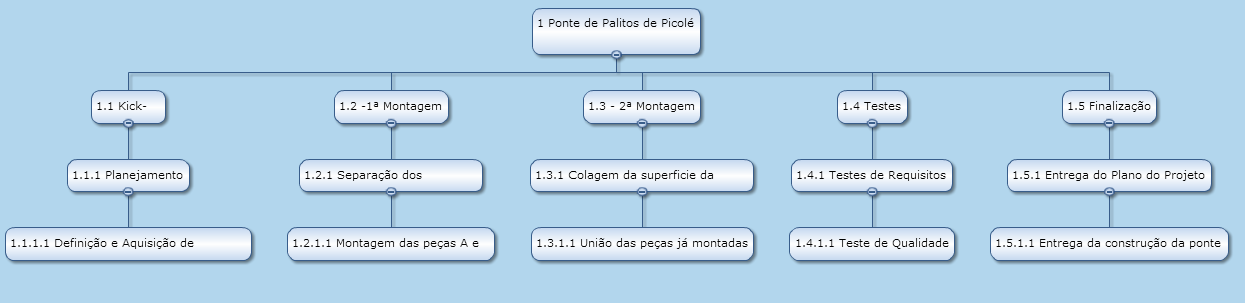 1 Ponte de Palitos de Picolé
1.1 Kick-
1.2 -1ª Montagem
1.3 - 2ª Montagem
1.4 Testes
1.5 Finalização
1.1.1 Planejamento
1.2.1 Separação dos
1.3.1 Colagem da superficie da
1.4.1 Testes de Requisitos
1.5.1 Entrega do Plano do Projeto
1.1.1.1 Definição e Aquisição de
1.2.1.1 Montagem das peças A e
1.3.1.1 União das peças já montadas
1.4.1.1 Teste de Qualidade
1.5.1.1 Entrega da construção da ponte